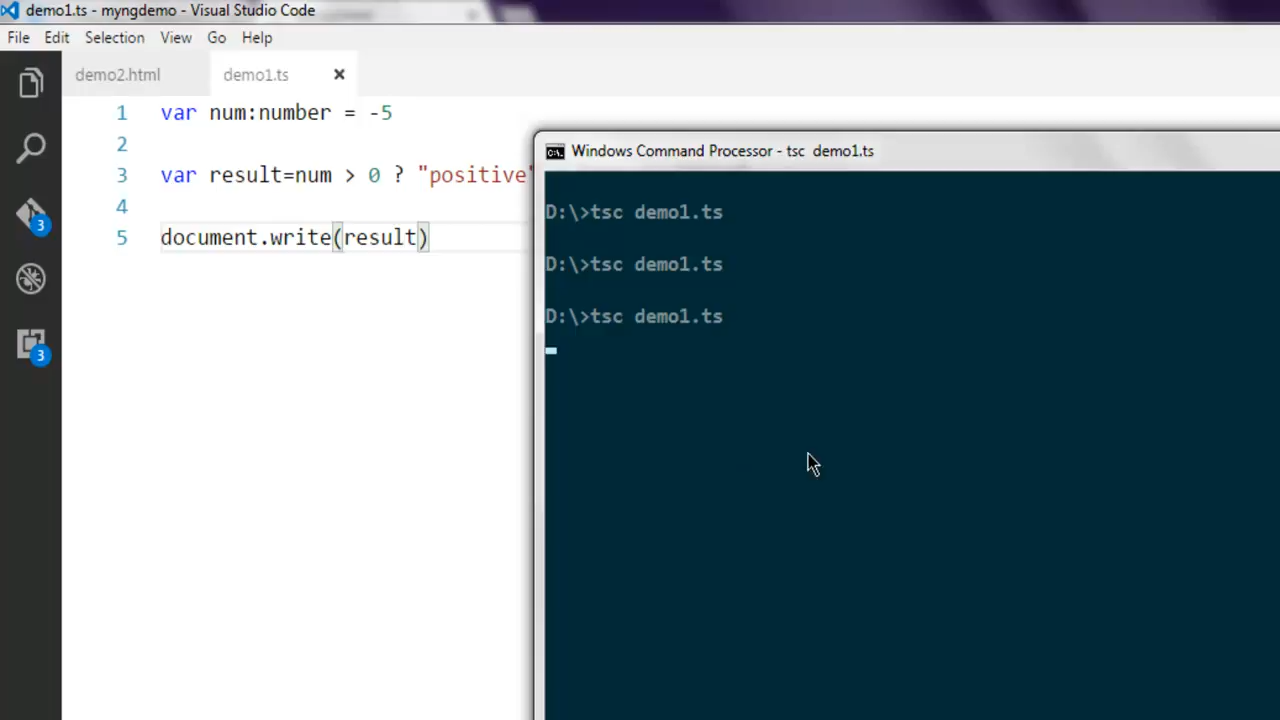 demo1.ts - myngdemo - Visual Studio Code
File Edit Selection View Go Help
demo2.html demo1.ts
1 var num:number = -5
2
3 var result=num > 0 ? "positive"
4
5 document.write(result)
3
3
Windows Command Processor - tsc demo1.ts
D:\>tsc demo1.ts
D:\>tsc demo1.ts
D:\>tsc demo1.ts